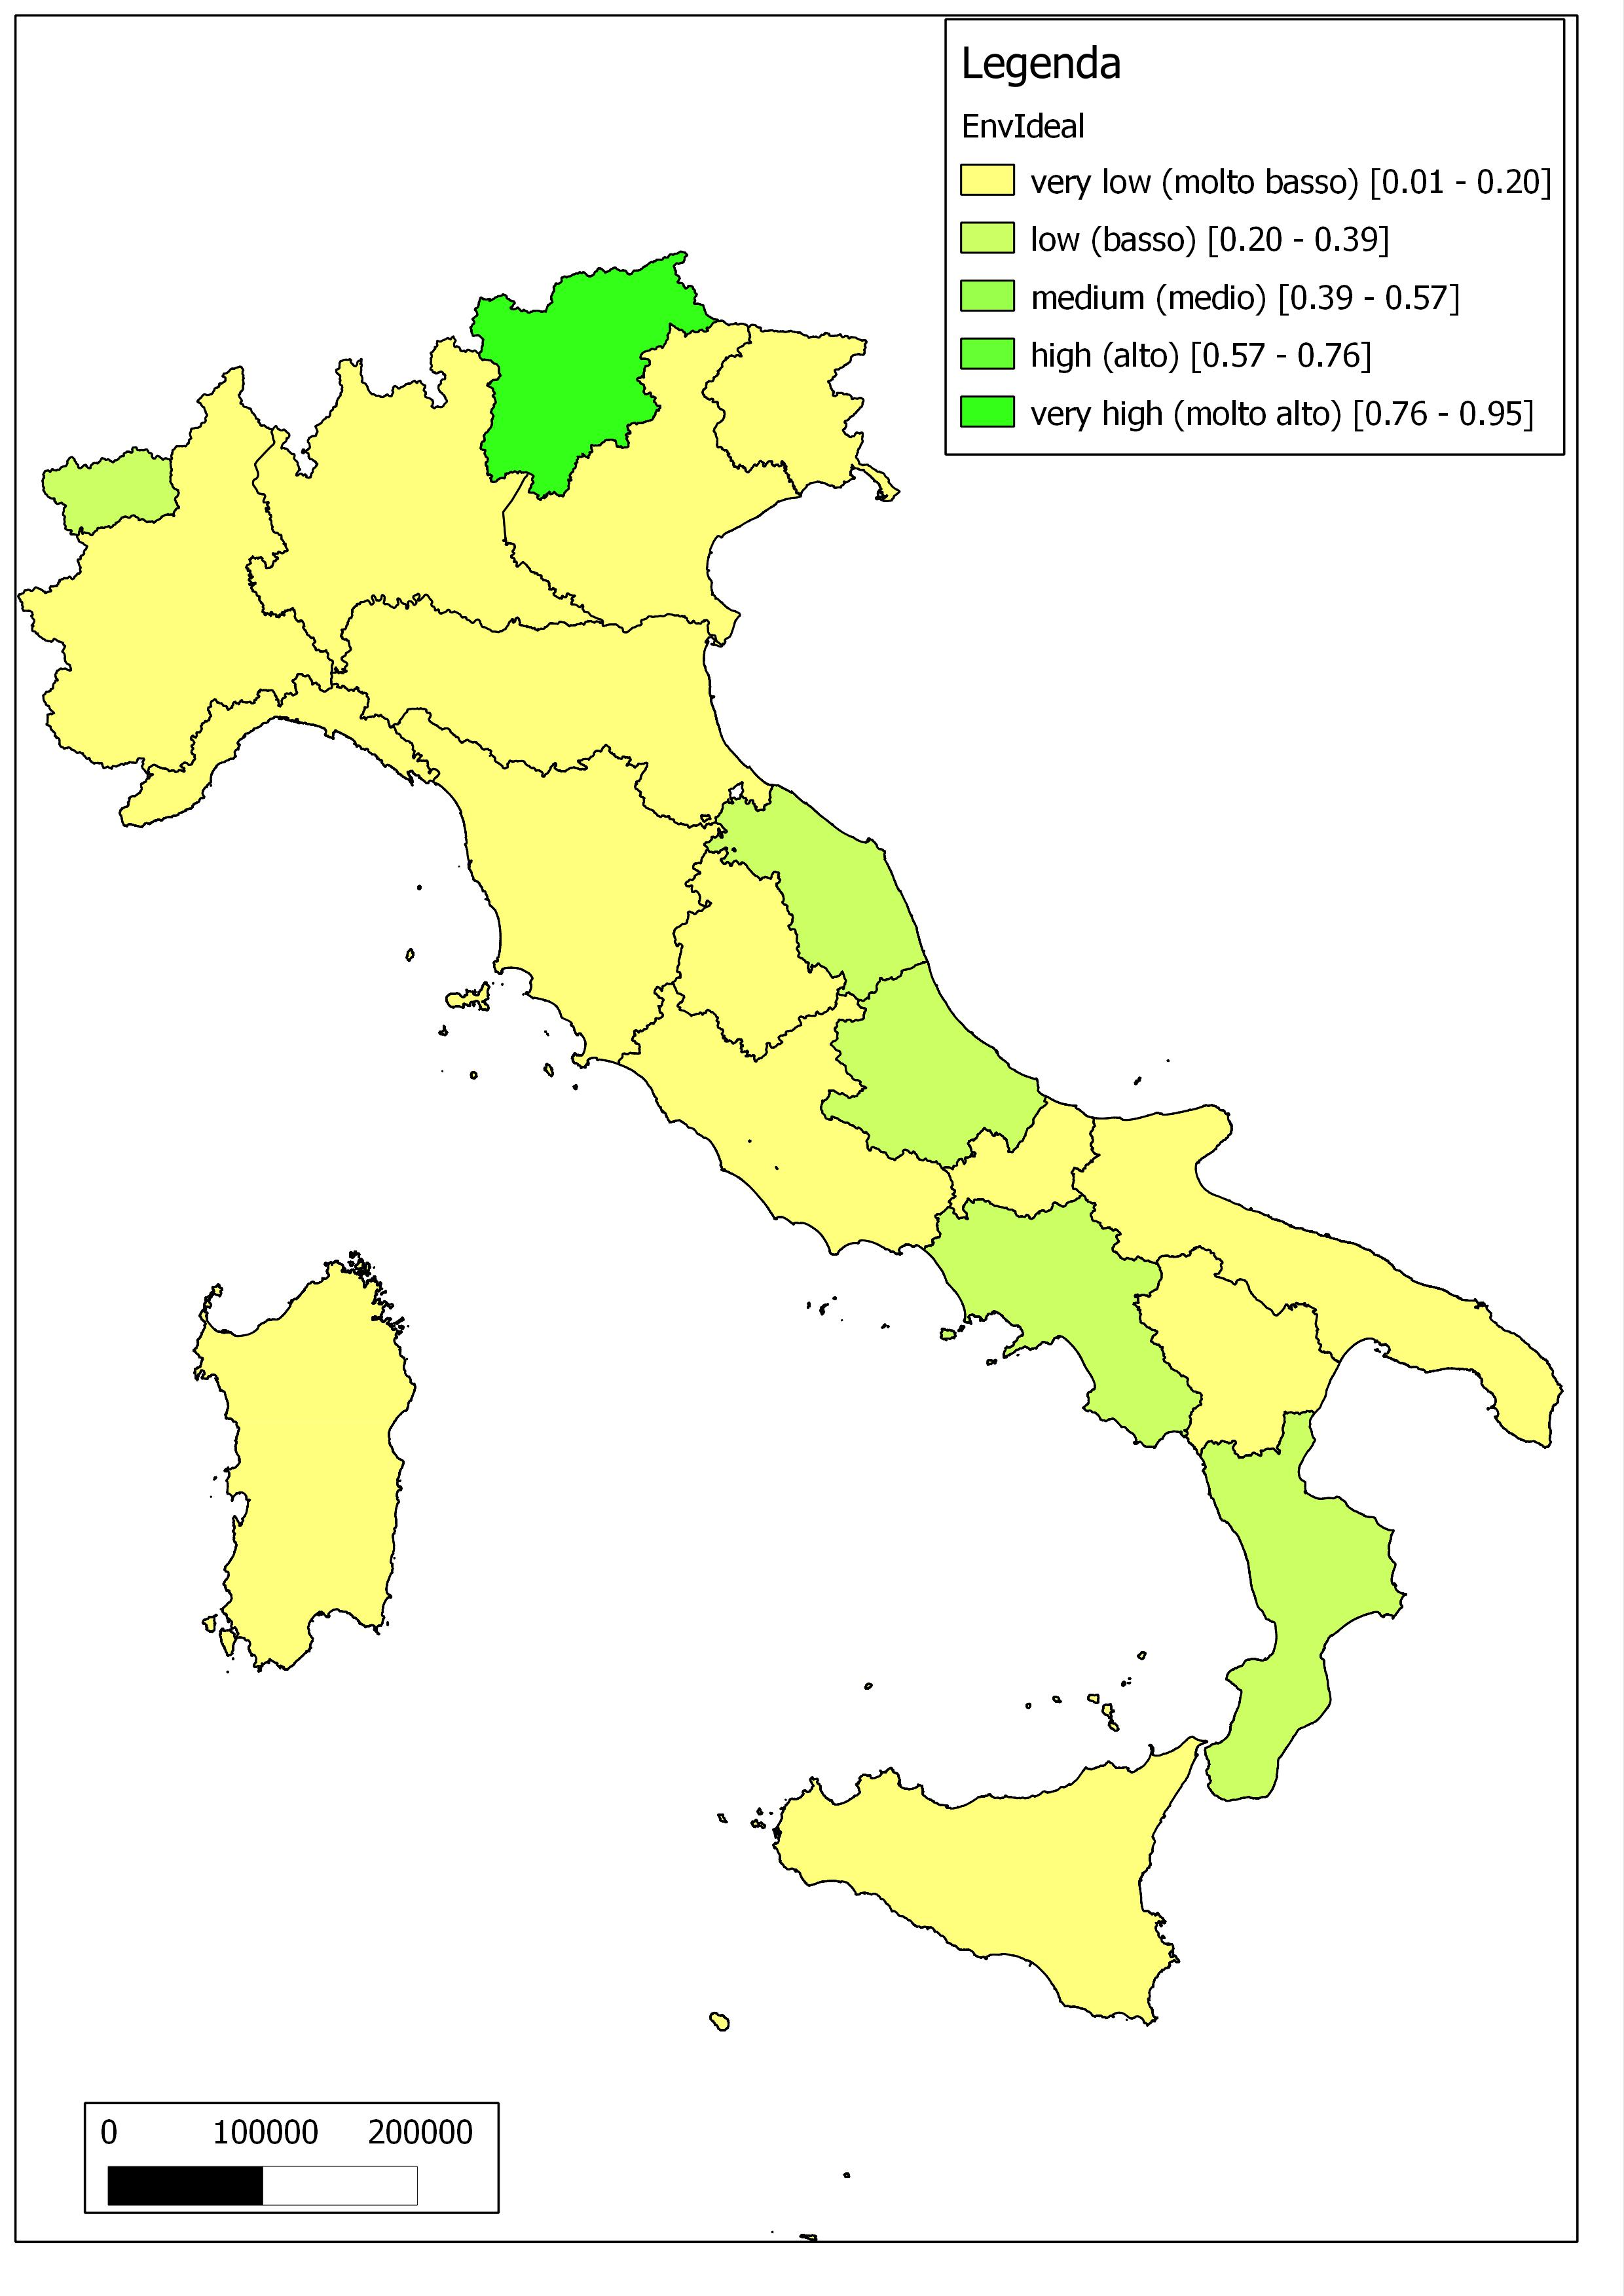 Legenda
EnvIdeal
very low (molto basso) [0.01 - 0.20]
low (basso) [0.20 - 0.39]
medium (medio) [0.39 - 0.57]
high (alto) [0.57 - 0.76]
very high (molto alto) [0.76 - 0.95]
0 100000 200000